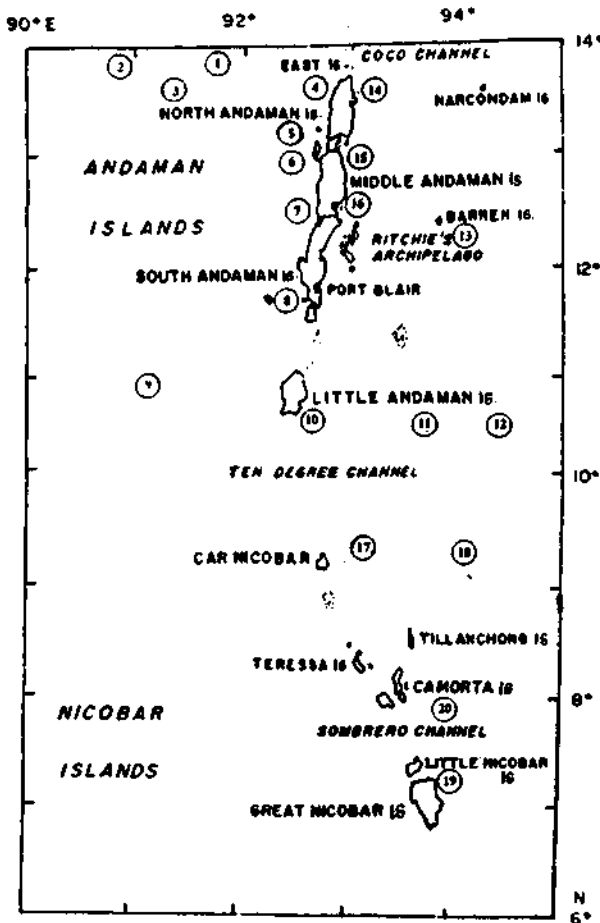 90° E 92° 94°
14°
COCO CHANNEL
2 1
EAST IS
3 4 14
NARCONDAM IS
NORTH ANDAMAN IS.
5
6 15
ANDAMAN
MIDDLE ANDAMAN IS
7 16
BARREN IS.
ISLANDS
13
RITCHIE'S
ARCHIPELAGO
12°
SOUTH ANDAMAN IS.
PORT BLAIR
8
9
LITTLE ANDAMAN IS.
10 11 12
TEN DEGREE CHANNEL
10°
17 18
CAR NICOBAR
TILLANCHONG IS
TERESSA IS
CAMORTA IS
8°
20
NICOBAR
SOMBRERO CHANNEL
LITTLE NICOBAR
IS
ISLANDS
19
GREAT NICOBAR IS
N
6°